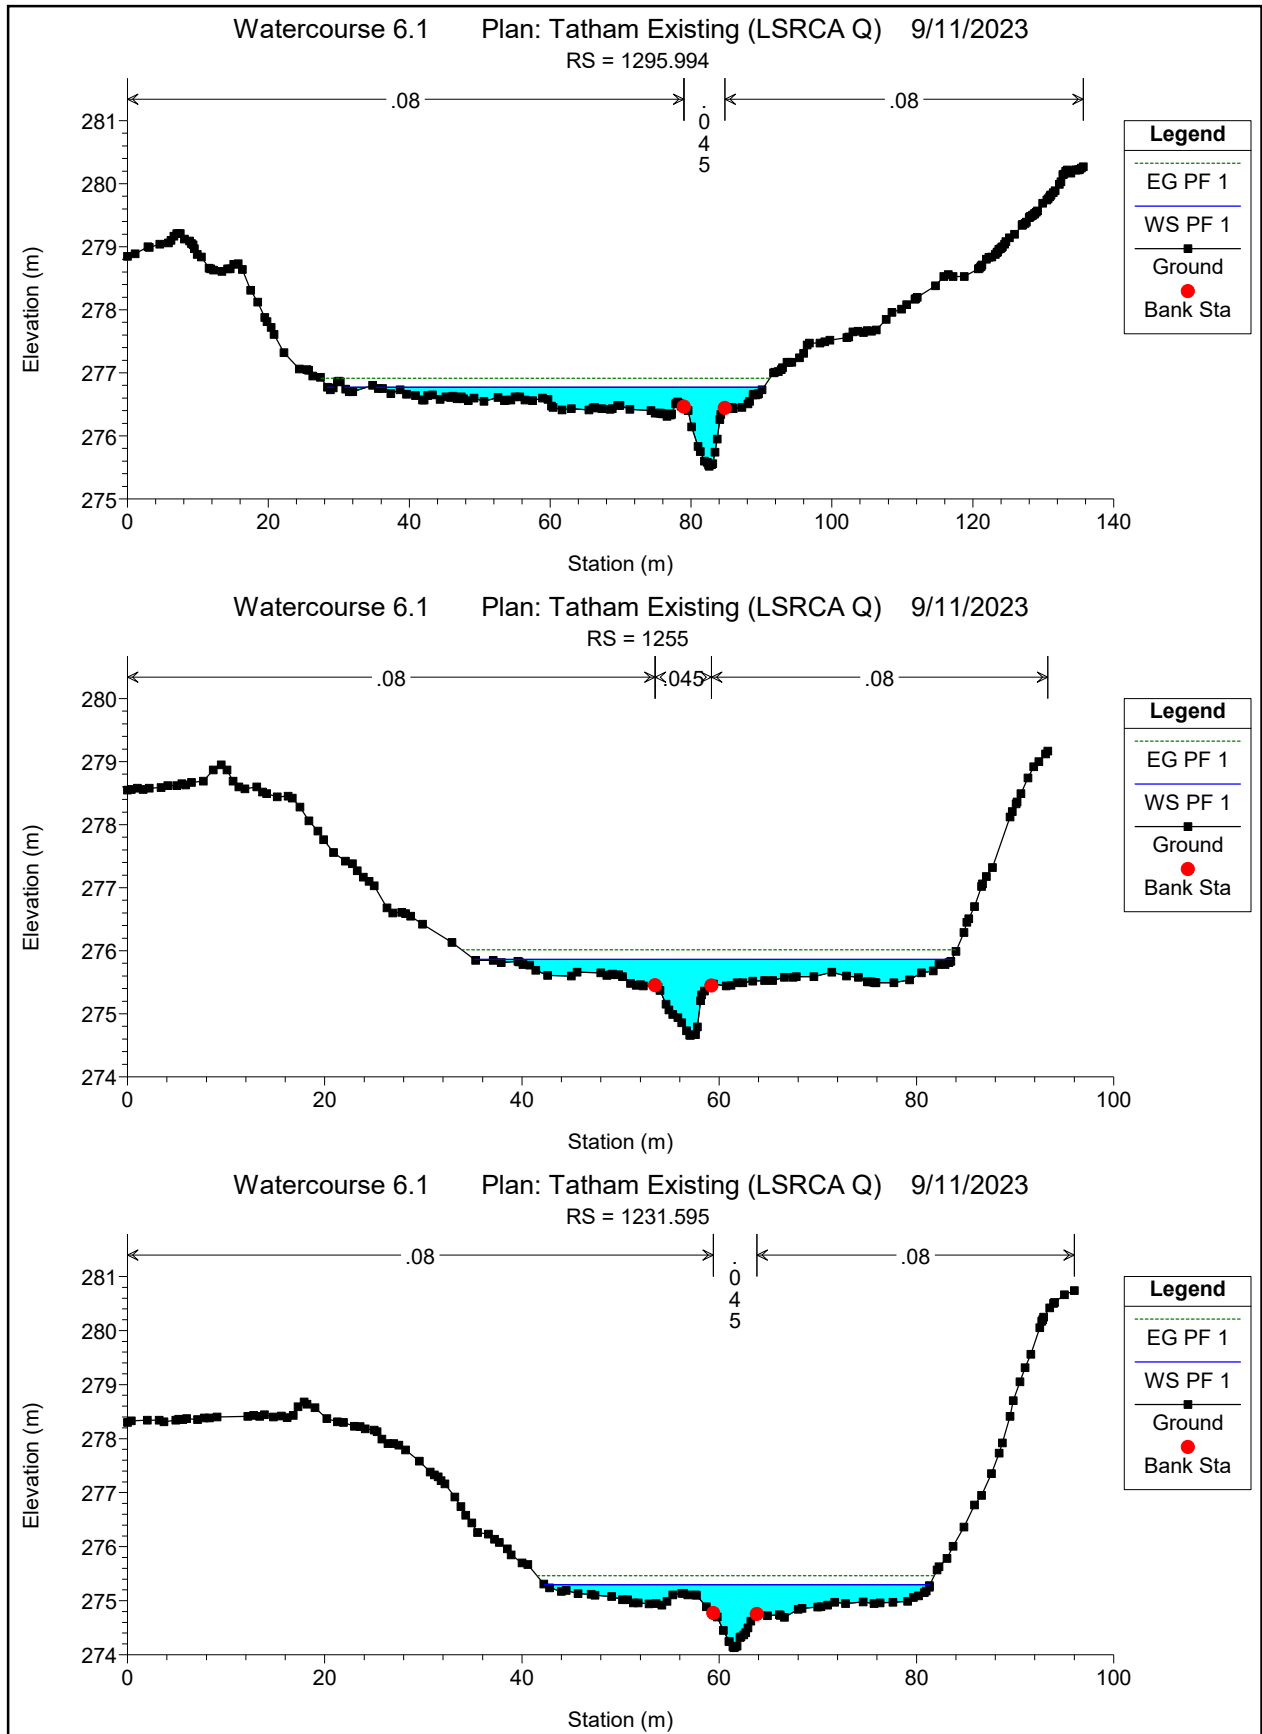 Watercourse 6.1 Plan: Tatham Existing (LSRCA Q) 9/11/2023
RS = 1295.994
.08
.045
.08
Elevation (m)
281
280
279
278
277
276
275
0 20 40 60 80 100 120 140
Station (m)
Legend
EG PF 1
WS PF 1
Ground
Bank Sta
Watercourse 6.1 Plan: Tatham Existing (LSRCA Q) 9/11/2023
RS = 1255
.08
.045
.08
Elevation (m)
280
279
278
277
276
275
274
0 20 40 60 80 100
Station (m)
Legend
EG PF 1
WS PF 1
Ground
Bank Sta
Watercourse 6.1 Plan: Tatham Existing (LSRCA Q) 9/11/2023
RS = 1231.595
.08
.045
.08
Elevation (m)
281
280
279
278
277
276
275
274
0 20 40 60 80 100
Station (m)
Legend
EG PF 1
WS PF 1
Ground
Bank Sta